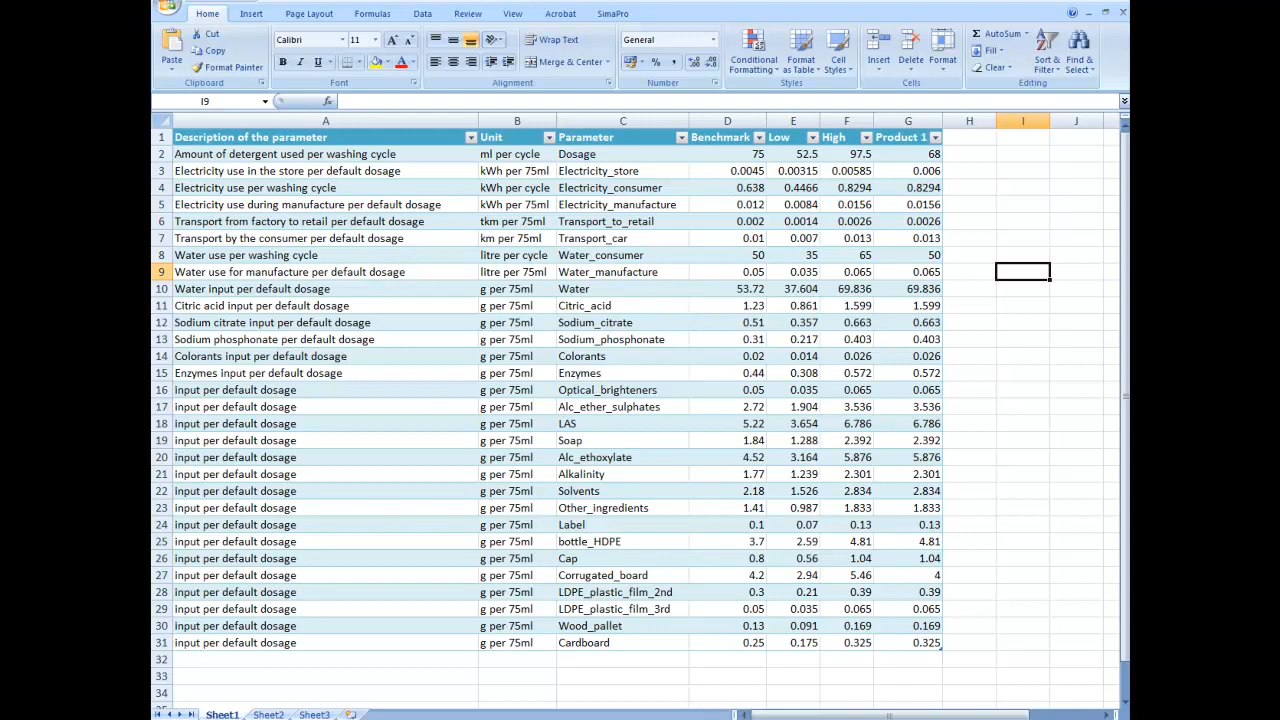 Home Insert Page Layout Formulas Data Review View Acrobat SimaPro
Cut Calibri 11 Wrap Text General AutoSum
Copy Fill
Paste Format Painter Merge & Center Conditional Formatting Format as Table Cell Styles Insert Delete Format Clear Sort & Filter Find & Select
Clipboard Font Alignment Number Styles Cells Editing
I9 fx
A B C D E F G H I J
1 Description of the parameter Unit Parameter Benchmark Low High Product 1
2 Amount of detergent used per washing cycle ml per cycle Dosage 75 52.5 97.5 68
3 Electricity use in the store per default dosage kWh per 75ml Electricity_store 0.0045 0.00315 0.00585 0.006
4 Electricity use per washing cycle kWh per cycle Electricity_consumer 0.638 0.4466 0.8294 0.8294
5 Electricity use during manufacture per default dosage kWh per 75ml Electricity_manufacture 0.012 0.0084 0.0156 0.0156
6 Transport from factory to retail per default dosage tkm per 75ml Transport_to_retail 0.002 0.0014 0.0026 0.0026
7 Transport by the consumer per default dosage km per 75ml Transport_car 0.01 0.007 0.013 0.013
8 Water use per washing cycle litre per cycle Water_consumer 50 35 65 50
9 Water use for manufacture per default dosage litre per 75ml Water_manufacture 0.05 0.035 0.065 0.065
10 Water input per default dosage g per 75ml Water 53.72 37.604 69.836 69.836
11 Citric acid input per default dosage g per 75ml Citric_acid 1.23 0.861 1.599 1.599
12 Sodium citrate input per default dosage g per 75ml Sodium_citrate 0.51 0.357 0.663 0.663
13 Sodium phosphonate per default dosage g per 75ml Sodium_phosphonate 0.31 0.217 0.403 0.403
14 Colorants input per default dosage g per 75ml Colorants 0.02 0.014 0.026 0.026
15 Enzymes input per default dosage g per 75ml Enzymes 0.44 0.308 0.572 0.572
16 input per default dosage g per 75ml Optical_brighteners 0.05 0.035 0.065 0.065
17 input per default dosage g per 75ml Alc_ether_sulphates 2.72 1.904 3.536 3.536
18 input per default dosage g per 75ml LAS 5.22 3.654 6.786 6.786
19 input per default dosage g per 75ml Soap 1.84 1.288 2.392 2.392
20 input per default dosage g per 75ml Alc_ethoxylate 4.52 3.164 5.876 5.876
21 input per default dosage g per 75ml Alkalinity 1.77 1.239 2.301 2.301
22 input per default dosage g per 75ml Solvents 2.18 1.526 2.834 2.834
23 input per default dosage g per 75ml Other_ingredients 1.41 0.987 1.833 1.833
24 input per default dosage g per 75ml Label 0.1 0.07 0.13 0.13
25 input per default dosage g per 75ml bottle_HDPE 3.7 2.59 4.81 4.81
26 input per default dosage g per 75ml Cap 0.8 0.56 1.04 1.04
27 input per default dosage g per 75ml Corrugated_board 4.2 2.94 5.46 4
28 input per default dosage g per 75ml LDPE_plastic_film_2nd 0.3 0.21 0.39 0.39
29 input per default dosage g per 75ml LDPE_plastic_film_3rd 0.05 0.035 0.065 0.065
30 input per default dosage g per 75ml Wood_pallet 0.13 0.091 0.169 0.169
31 input per default dosage g per 75ml Cardboard 0.25 0.175 0.325 0.325
32
33
34
Sheet1 Sheet2 Sheet3